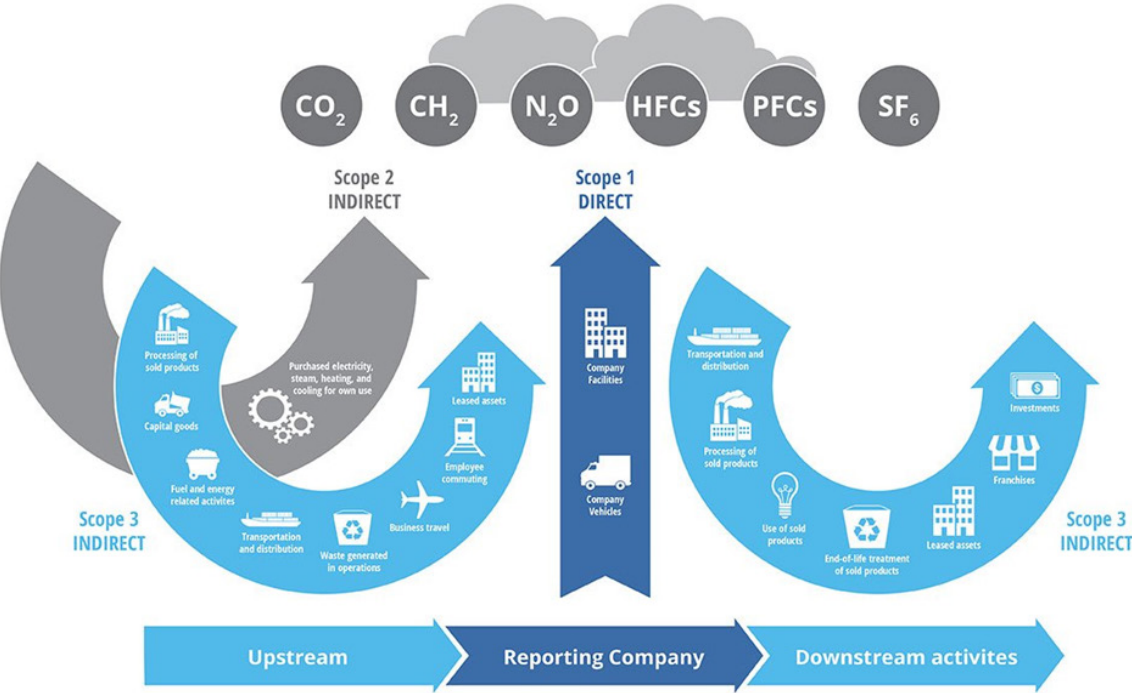 CO2
CH2
N2O
HFCs
PFCs
SF6
Scope 2
INDIRECT
Scope 1
DIRECT
Processing of
sold products
Capital goods
Fuel and energy
related activites
Transportation
and distribution
Waste generated
in operations
Business travel
Employee
commuting
Leased assets
Purchased electricity,
steam, heating, and
cooling for own use
Scope 3
INDIRECT
Company
Facilities
Company
Vehicles
Transportation and
distribution
Processing of
sold products
Use of sold
products
End-of-life treatment
of sold products
Leased assets
Franchises
Investments
Scope 3
INDIRECT
Upstream
Reporting Company
Downstream activites